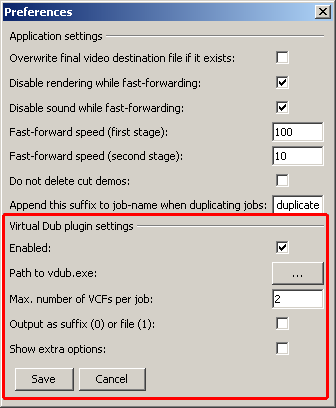 Preferences
Application settings
Overwrite final video destination file if it exists:
Disable rendering while fast-forwarding:
Disable sound while fast-forwarding:
Fast-forward speed (first stage): 100
Fast-forward speed (second stage): 10
Do not delete cut demos:
Append this suffix to job-name when duplicating jobs: duplicate
Virtual Dub plugin settings
Enabled:
Path to vdub.exe: ...
Max. number of VCFs per job: 2
Output as suffix (0) or file (1):
Show extra options:
Save Cancel